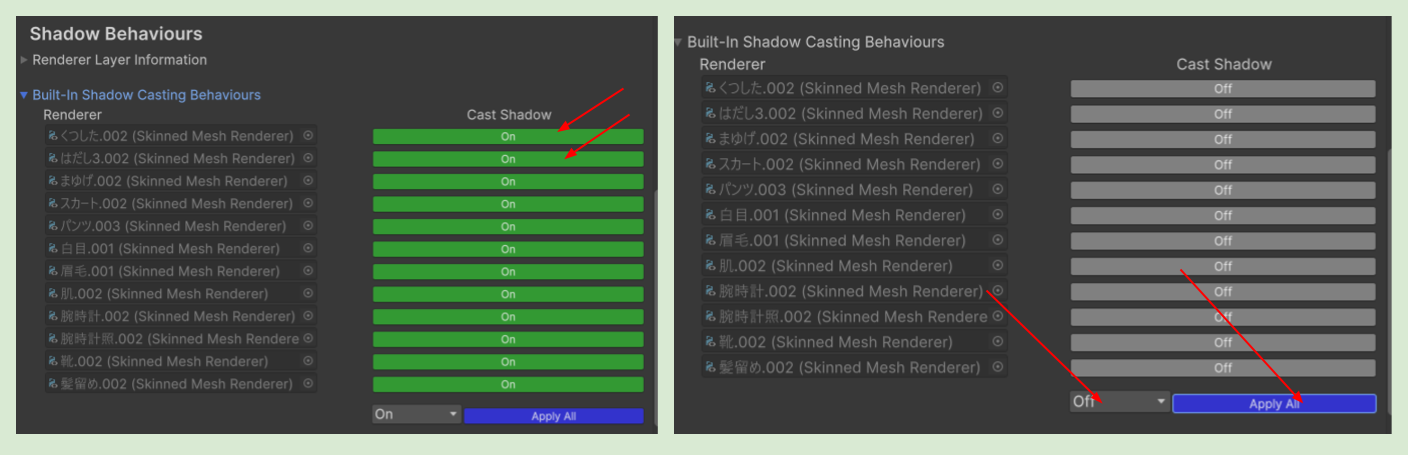 Shadow Behaviours
Renderer Layer Information
Built-In Shadow Casting Behaviours
Renderer Cast Shadow
くつした.002 (Skinned Mesh Renderer) On
はだし3.002 (Skinned Mesh Renderer) On
まゆげ.002 (Skinned Mesh Renderer) On
スカート.002 (Skinned Mesh Renderer) On
パンツ.003 (Skinned Mesh Renderer) On
白目.001 (Skinned Mesh Renderer) On
眉毛.001 (Skinned Mesh Renderer) On
肌.002 (Skinned Mesh Renderer) On
腕時計.002 (Skinned Mesh Renderer) On
腕時計照.002 (Skinned Mesh Rendere On
靴.002 (Skinned Mesh Renderer) On
髪留め.002 (Skinned Mesh Renderer) On
On Apply All
Built-In Shadow Casting Behaviours
Renderer Cast Shadow
くつした.002 (Skinned Mesh Renderer) Off
はだし3.002 (Skinned Mesh Renderer) Off
まゆげ.002 (Skinned Mesh Renderer) Off
スカート.002 (Skinned Mesh Renderer) Off
パンツ.003 (Skinned Mesh Renderer) Off
白目.001 (Skinned Mesh Renderer) Off
眉毛.001 (Skinned Mesh Renderer) Off
肌.002 (Skinned Mesh Renderer) Off
腕時計.002 (Skinned Mesh Renderer) Off
腕時計照.002 (Skinned Mesh Rendere Off
靴.002 (Skinned Mesh Renderer) Off
髪留め.002 (Skinned Mesh Renderer) Off
Off Apply All